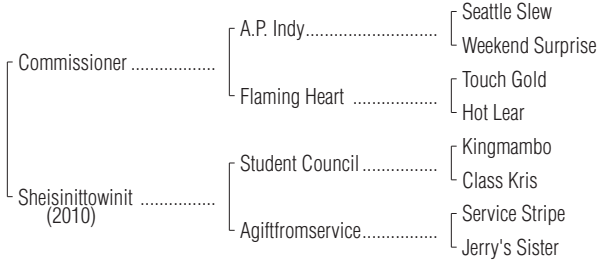 Seattle Slew
A.P. Indy....................
Weekend Surprise
Commissioner .................
Touch Gold
Flaming Heart .................
Hot Lear
Kingmambo
Student Council ................
Class Kris
Sheisinittowinit ................
(2010)
Service Stripe
Agiftfromservice................
Jerry's Sister